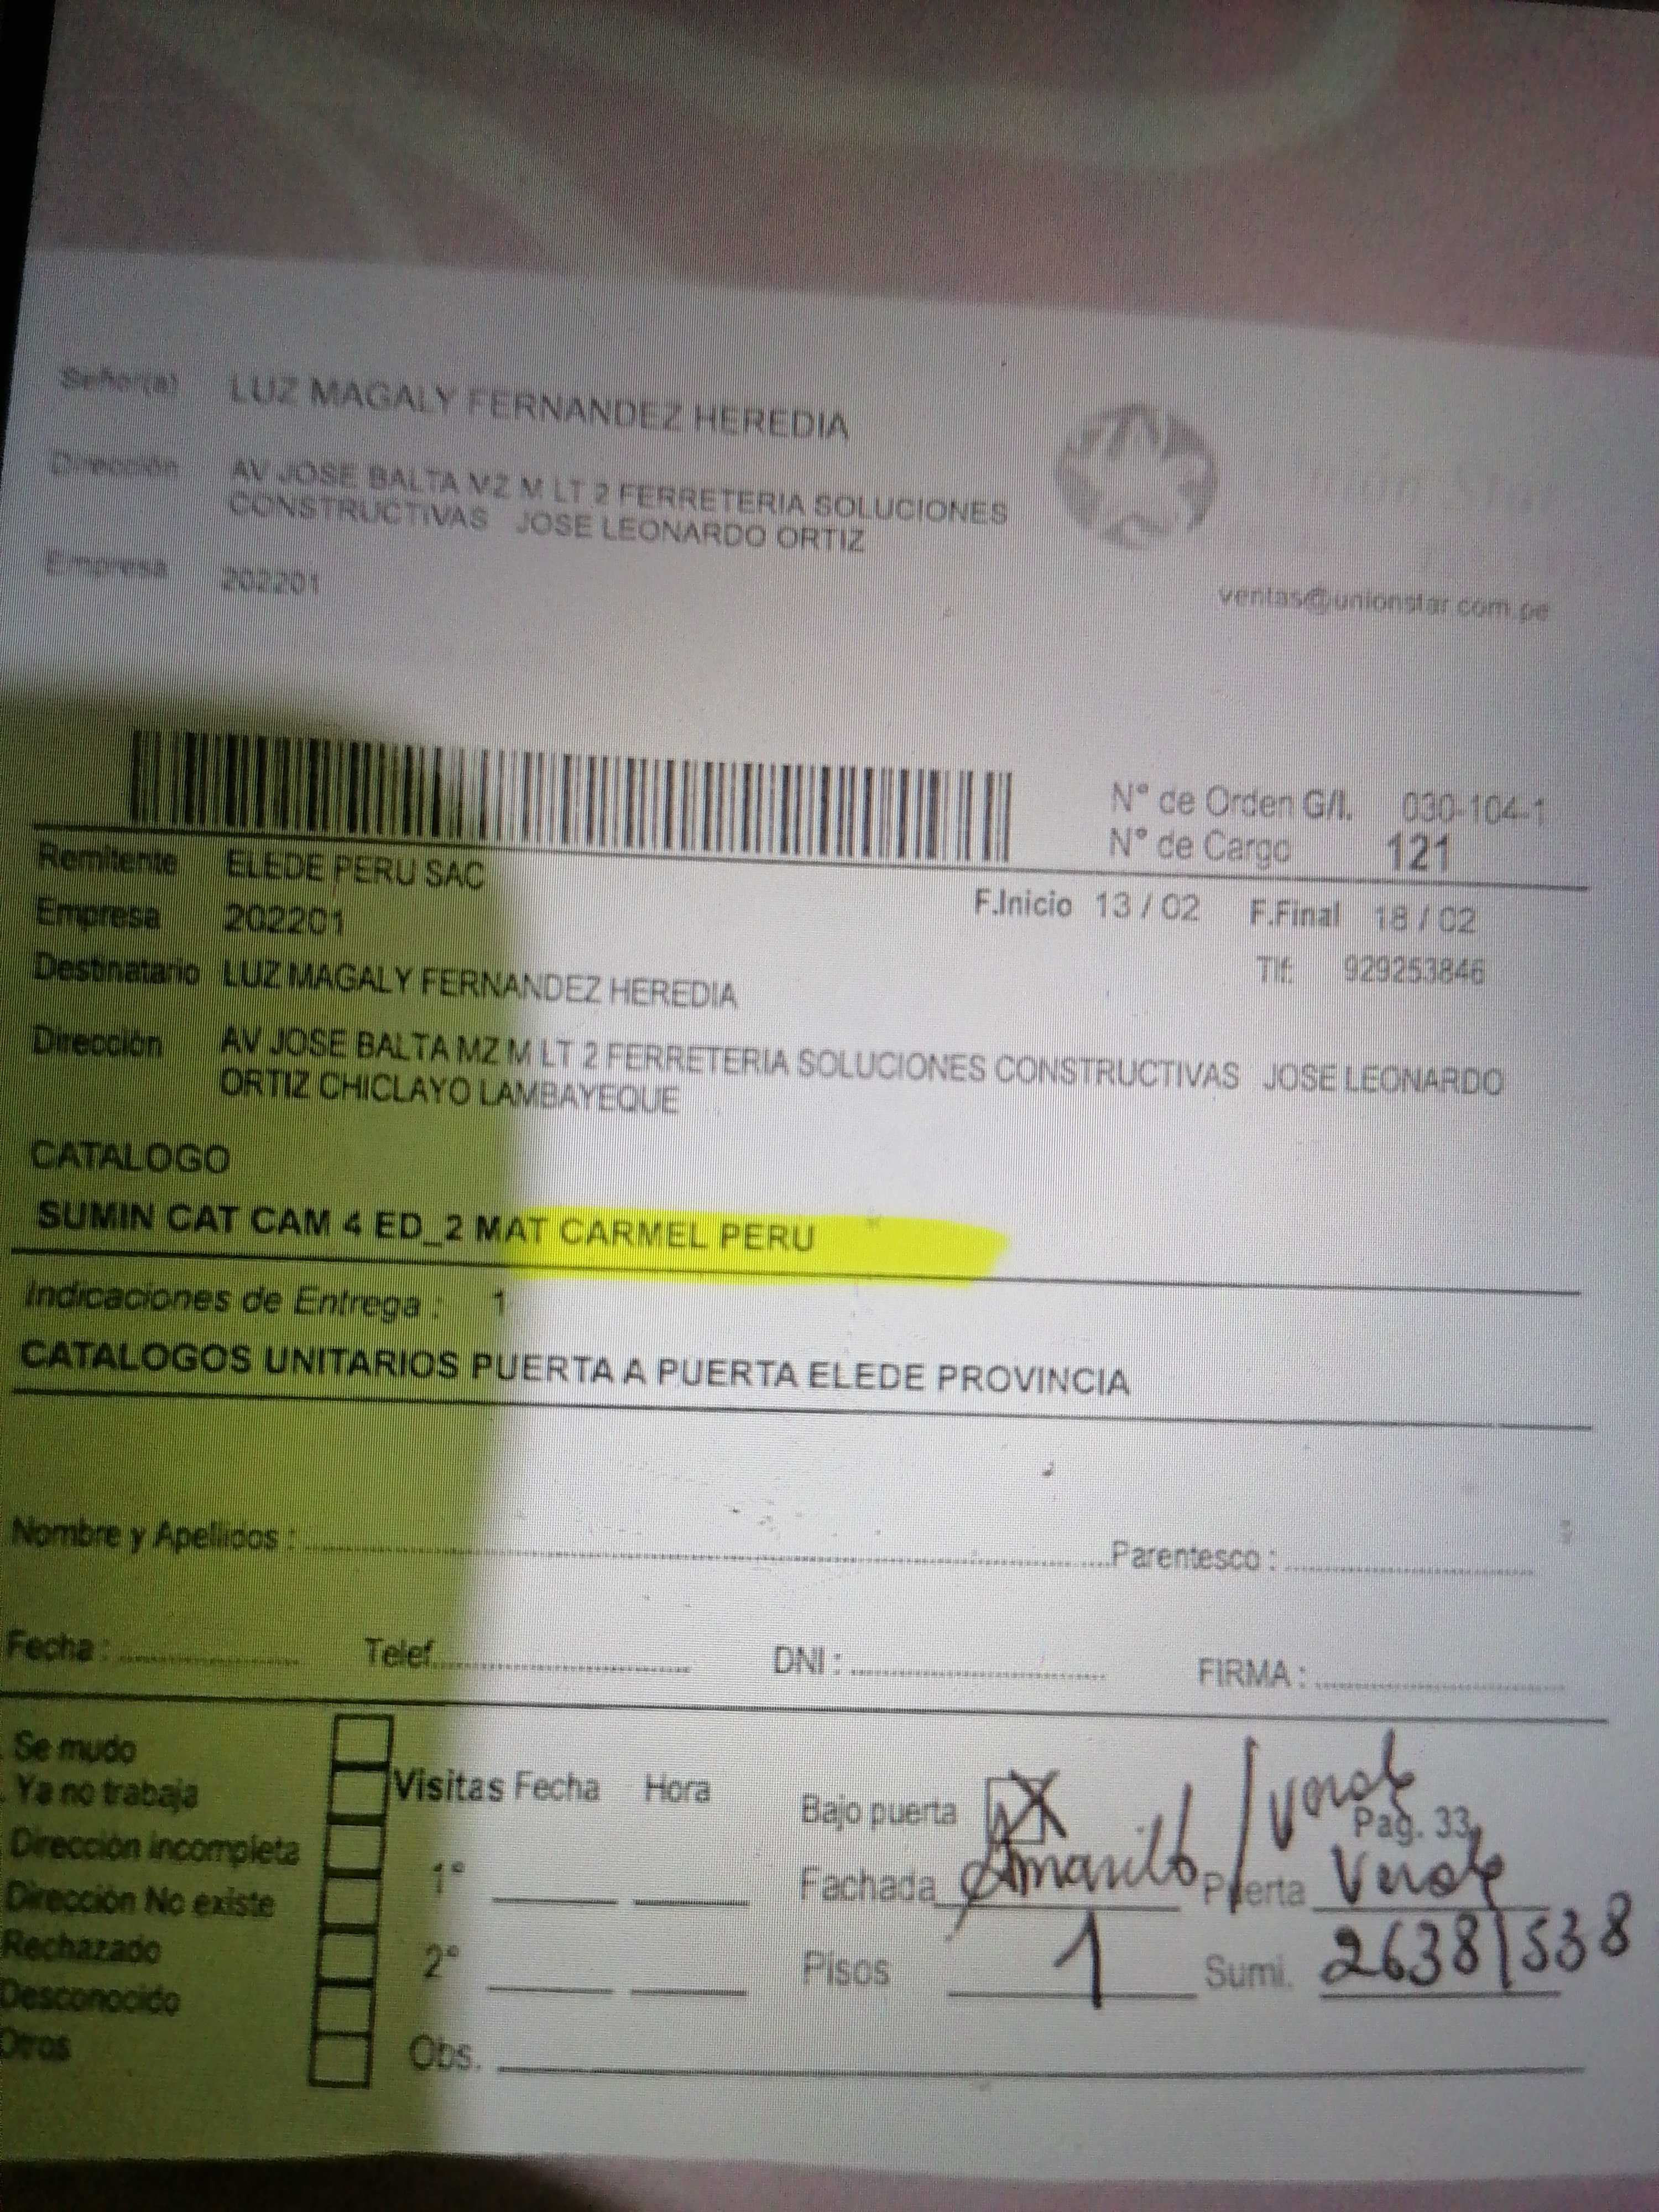 Señor(a) LUZ MAGALY FERNANDEZ HEREDIA
Dirección AV JOSE BALTA MZ M LT 2 FERRETERIA SOLUCIONES
CONSTRUCTIVAS JOSE LEONARDO ORTIZ
Empresa 202201
ventas@unionstar.com.pe
N° de Orden G/I. 030-104-1
N° de Cargo 121
Remitente ELEDE PERU SAC
F.Inicio 13 / 02 F.Final 18 / 02
Empresa 202201
Tlf: 929253846
Destinatario LUZ MAGALY FERNANDEZ HEREDIA
Dirección AV JOSE BALTA MZ M LT 2 FERRETERIA SOLUCIONES CONSTRUCTIVAS JOSE LEONARDO
ORTIZ CHICLAYO LAMBAYEQUE
CATALOGO
SUMIN CAT CAM 4 ED_2 MAT CARMEL PERU
Indicaciones de Entrega : 1
CATALOGOS UNITARIOS PUERTA A PUERTA ELEDE PROVINCIA
Nombre y Apellidos : Parentesco :
Fecha : Telef. DNI : FIRMA :
Se mudo
Ya no trabaja
Dirección incompleta
Dirección No existe
Rechazado
Desconocido
Otros
Visitas Fecha Hora
1°
2°
Obs.
Bajo puerta X
Pag. 33
Fachada Amarillo / Verde Puerta Verde
Pisos 1 Sumi. 26381538